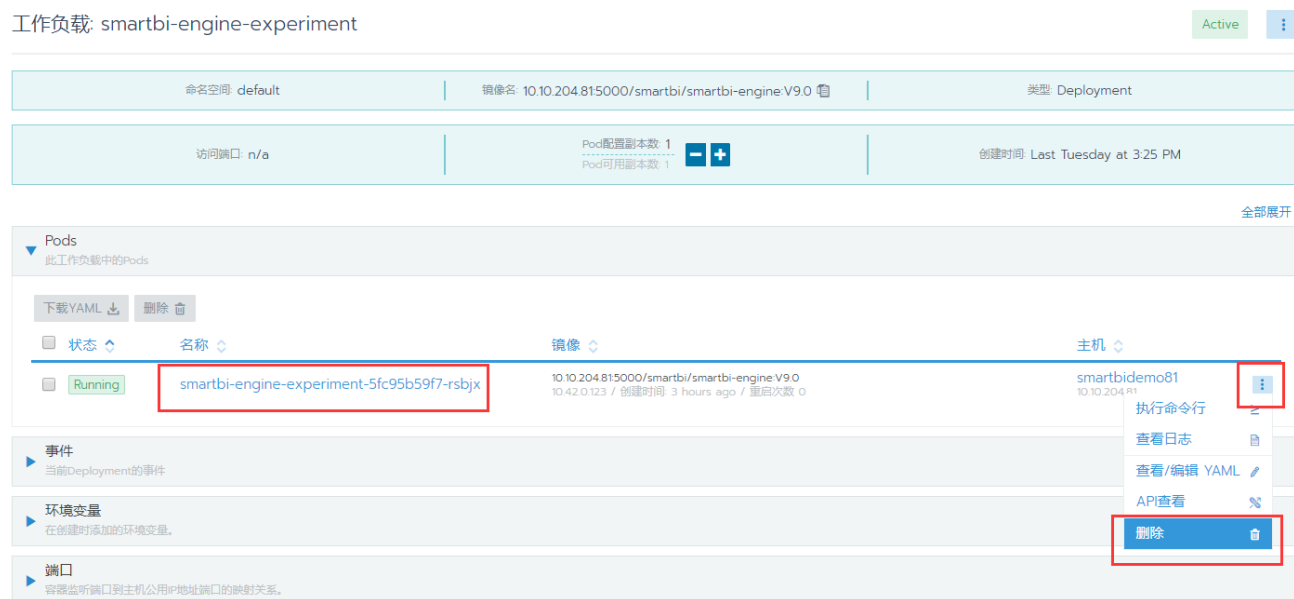 工作负载: smartbi-engine-experiment
Active
命名空间: default
镜像名: 10.10.204.81:5000/smartbi/smartbi-engine:V9.0
类型: Deployment
访问端口: n/a
Pod配置副本数: 1
Pod可用副本数: 1
创建时间: Last Tuesday at 3:25 PM
全部展开
Pods
此工作负载中的Pods
下载YAML
删除
状态 名称 镜像 主机
Running smartbi-engine-experiment-5fc95b59f7-rsbjx 10.10.204.81:5000/smartbi/smartbi-engine:V9.0 smartbidemo81
10.42.0.123 / 创建时间: 3 hours ago / 重启次数: 0 10.10.204.81
执行命令行
查看日志
查看/编辑 YAML
API查看
删除
事件
当前Deployment的事件
环境变量
在创建时添加的环境变量。
端口
容器监听端口到主机公用IP地址端口的映射关系。